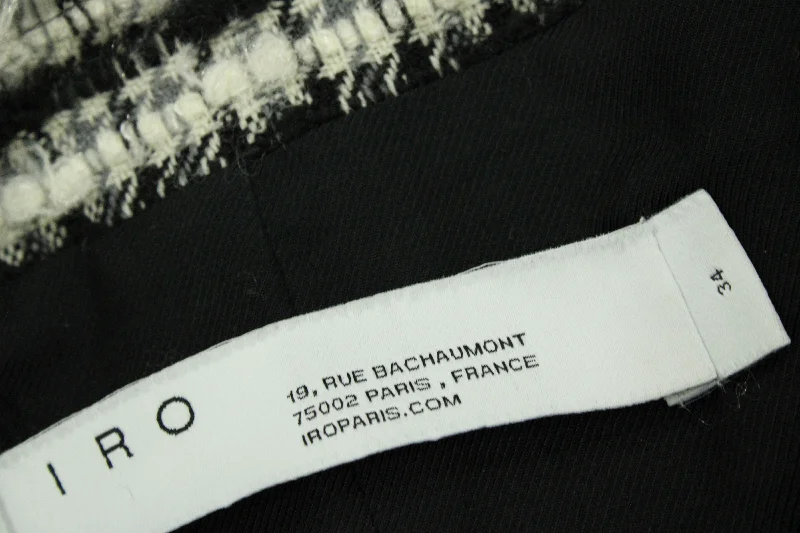 IRO
19, RUE BACHAUMONT
75002 PARIS , FRANCE
IROPARIS.COM
34